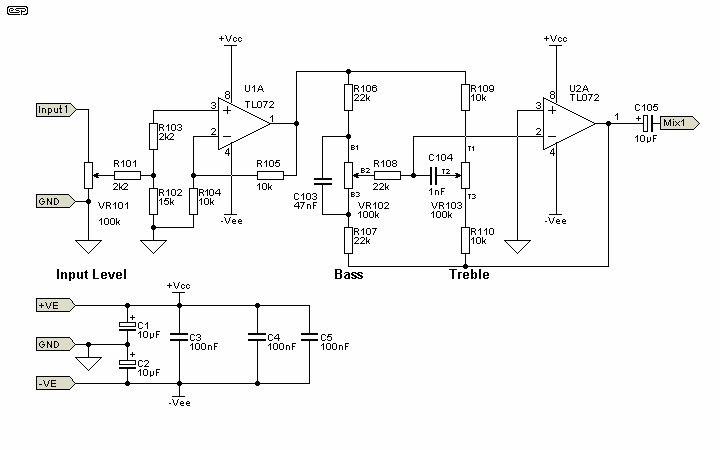 esp
+Vcc
+Vcc
8
U1A
TL072
R106
22k
R109
10k
8
U2A
TL072
Input1
3
+
1
2
−
4
R103
2k2
3
+
2
−
4
1
C105
+
10µF
Mix1
B1
T1
R101
2k2
R105
10k
B2
R108
22k
C104
1nF
T2
R102
15k
R104
10k
C103
47nF
B3
VR102
100k
T3
VR103
100k
GND
VR101
100k
-Vee
R107
22k
R110
10k
-Vee
Input Level
Bass
Treble
+Vcc
+VE
+
C1
10µF
GND
+
C2
10µF
C3
100nF
C4
100nF
C5
100nF
-VE
-Vee